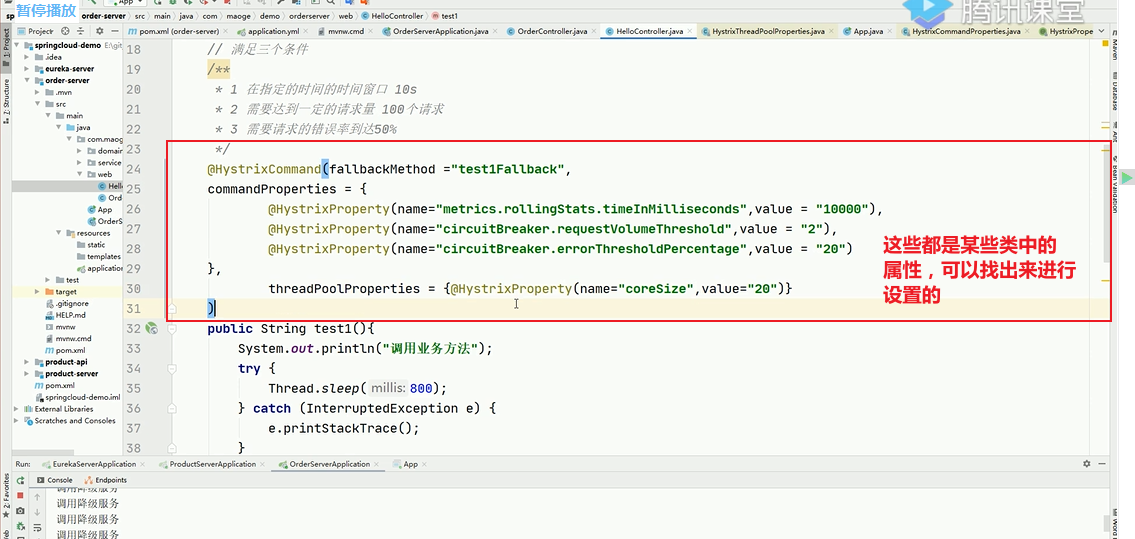 暂停播放
腾讯课堂
order-server src main java com maoge demo orderserver web HelloController test1
Project
pom.xml (order-server) application.yml mvnw.cmd OrderServerApplication.java OrderController.java HelloController.java HystrixThreadPoolProperties.java App.java HystrixCommandProperties.java HystrixPrope
springcloud-demo
.idea
eureka-server
order-server
.mvn
src
main
java
com.maog
domain
service
web
Hello
Ord
App
OrderS
resources
static
templates
application
test
target
.gitignore
HELP.md
mvnw
mvnw.cmd
pom.xml
product-api
product-server
pom.xml
springcloud-demo.iml
External Libraries
Scratches and Consoles
18 // 满足三个条件
19 /**
20 * 1 在指定的时间的时间窗口 10s
21 * 2 需要达到一定的请求量 100个请求
22 * 3 需要请求的错误率到达50%
23 */
24 @HystrixCommand(fallbackMethod ="test1Fallback",
25 commandProperties = {
26 @HystrixProperty(name="metrics.rollingStats.timeInMilliseconds",value = "10000"),
27 @HystrixProperty(name="circuitBreaker.requestVolumeThreshold",value = "2"),
28 @HystrixProperty(name="circuitBreaker.errorThresholdPercentage",value = "20")
29 },
30 threadPoolProperties = {@HystrixProperty(name="coreSize",value="20")}
31 )
32 public String test1(){
33 System.out.println("调用业务方法");
34 try {
35 Thread.sleep( millis: 800);
36 } catch (InterruptedException e) {
37 e.printStackTrace();
38 }
这些都是某些类中的
属性，可以找出来进行
设置的
Run: EurekaServerApplication ProductServerApplication OrderServerApplication App
Console Endpoints
调用降级服务
调用降级服务
调用降级服务
调用降级服务
1: Project
7: Structure
2: Favorites
Maven
Database
Ant
Bean Validation